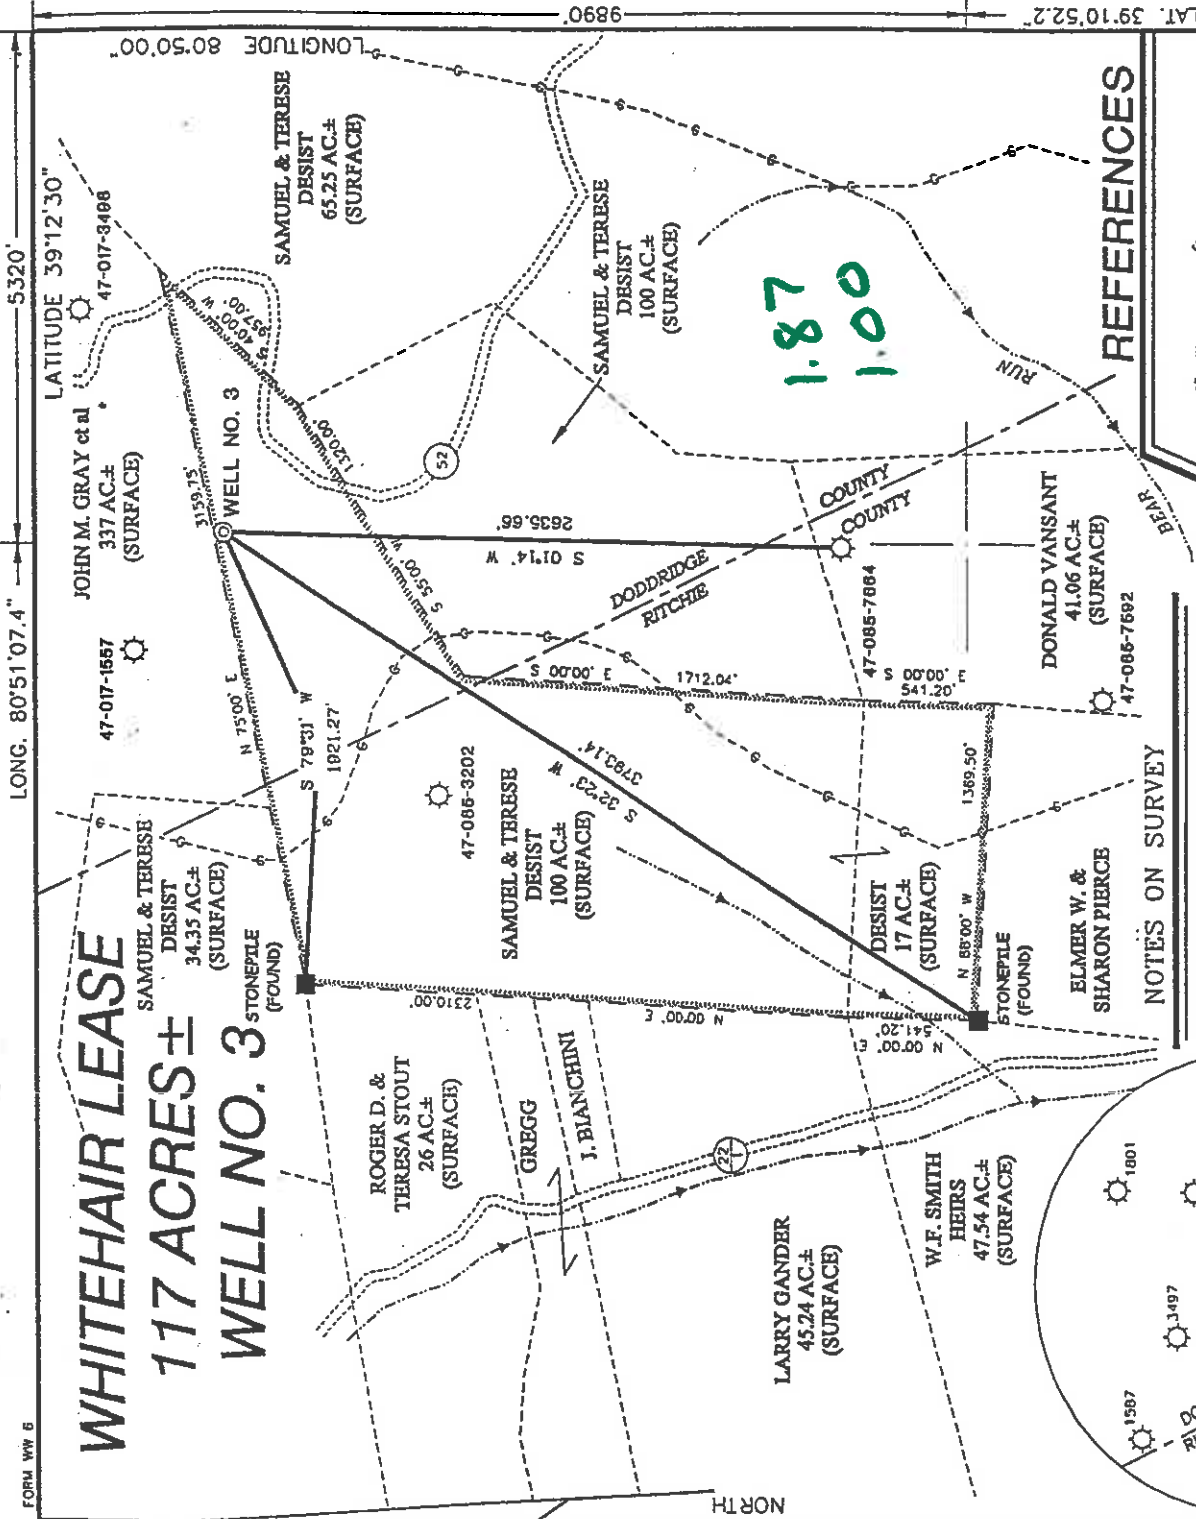 FORM WW 6
5320'
LONG. 80°51'07.4"
LATITUDE 39°12'30"
LONGITUDE 80°50'00"
9890'
LAT. 39°10'52.2"
WHITEHAIR LEASE
117 ACRES±
WELL NO. 3
JOHN M. GRAY et al
337 AC.±
(SURFACE)
47-017-3498
47-017-1557
SAMUEL & TERESE
DESIST
65.25 AC.±
(SURFACE)
SAMUEL & TERESE
DESIST
34.35 AC.±
(SURFACE)
STONEPILE
(FOUND)
N 75°00' E
3159.75'
WELL NO. 3
S 40°00' W
957.00'
1320.00'
S 55°00' W
52
SAMUEL & TERESE
DESIST
100 AC.±
(SURFACE)
1.87
1.00
S 79°31' W
1921.27'
S 01°14' W
2635.66'
S 32°23' W
3793.14'
47-085-3202
SAMUEL & TERESE
DESIST
100 AC.±
(SURFACE)
DODDRIDGE COUNTY
RITCHIE COUNTY
S 00°00' E
1712.04'
S 00°00' E
541.20'
47-085-7664
47-085-7592
DONALD VANSANT
41.06 AC.±
(SURFACE)
BEAR RUN
REFERENCES
ROGER D. &
TERESA STOUT
26 AC.±
(SURFACE)
2310.00'
N 00°00' E
N 00°00' E
541.20'
GREGG
J. BIANCHINI
22
1
DESIST
17 AC.±
(SURFACE)
N 88°00' W
1369.50'
STONEPILE
(FOUND)
ELMER W. &
SHARON PIERCE
NOTES ON SURVEY
LARRY GANDER
45.24 AC.±
(SURFACE)
W.F. SMITH
HEIRS
47.54 AC.±
(SURFACE)
1801
3497
1587
NORTH